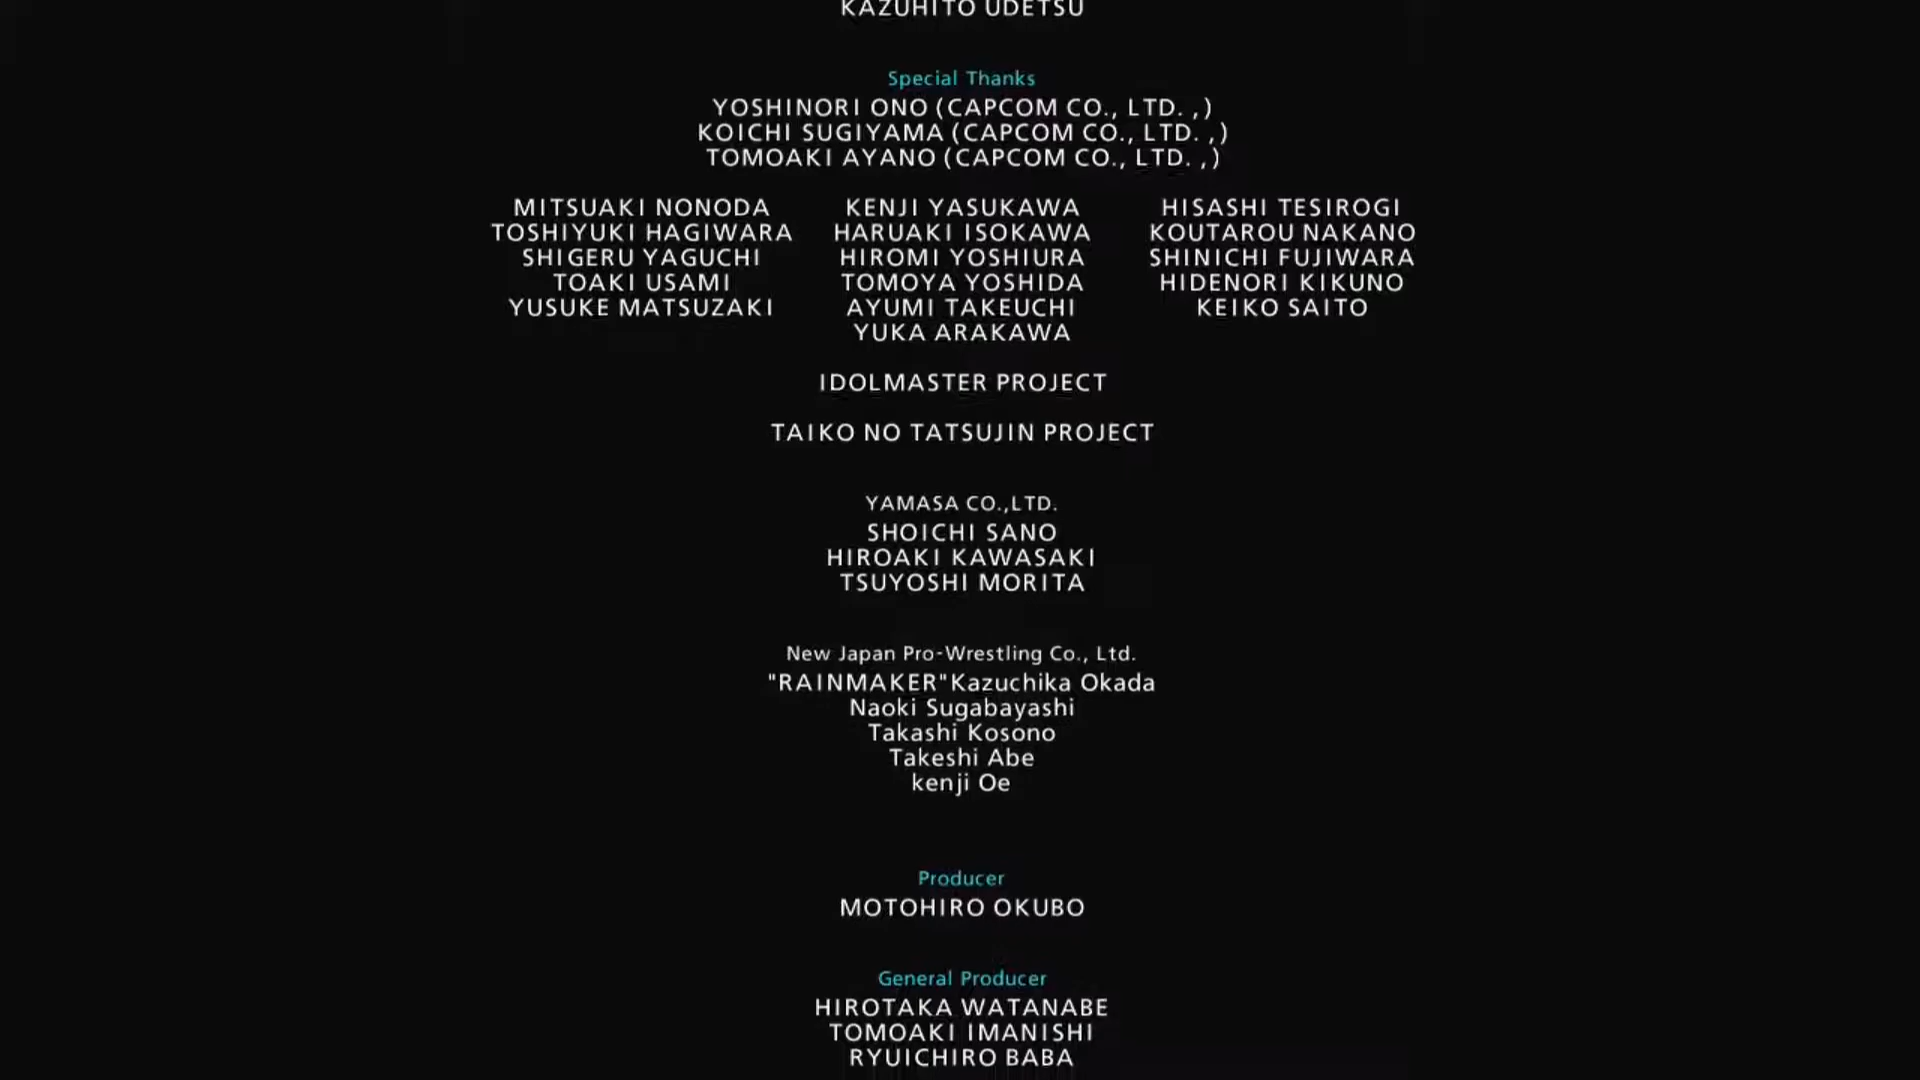 KAZUHITO UDETSU
Special Thanks
YOSHINORI ONO (CAPCOM CO., LTD. ,)
KOICHI SUGIYAMA (CAPCOM CO., LTD. ,)
TOMOAKI AYANO (CAPCOM CO., LTD. ,)
MITSUAKI NONODA KENJI YASUKAWA HISASHI TESIROGI
TOSHIYUKI HAGIWARA HARUAKI ISOKAWA KOUTAROU NAKANO
SHIGERU YAGUCHI HIROMI YOSHIURA SHINICHI FUJIWARA
TOAKI USAMI TOMOYA YOSHIDA HIDENORI KIKUNO
YUSUKE MATSUZAKI AYUMI TAKEUCHI KEIKO SAITO
YUKA ARAKAWA
IDOLMASTER PROJECT
TAIKO NO TATSUJIN PROJECT
YAMASA CO.,LTD.
SHOICHI SANO
HIROAKI KAWASAKI
TSUYOSHI MORITA
New Japan Pro-Wrestling Co., Ltd.
"RAINMAKER"Kazuchika Okada
Naoki Sugabayashi
Takashi Kosono
Takeshi Abe
kenji Oe
Producer
MOTOHIRO OKUBO
General Producer
HIROTAKA WATANABE
TOMOAKI IMANISHI
RYUICHIRO BABA